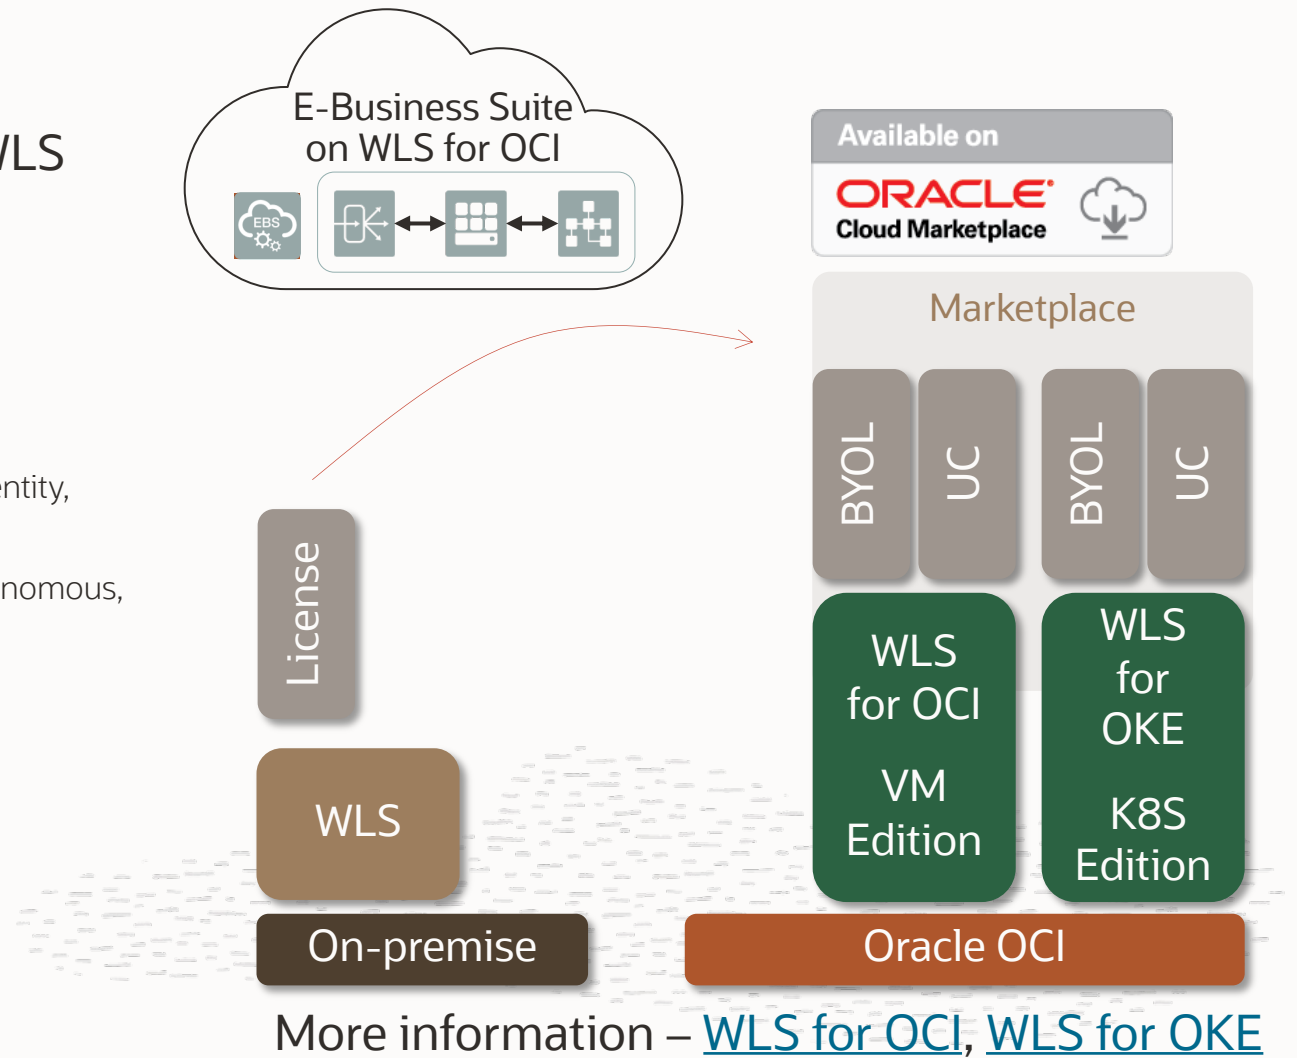 E-Business Suite
on WLS for OCI
EBS
WLS
Available on
ORACLE
Cloud Marketplace
Marketplace
BYOL
UC
BYOL
UC
entity,
nomous,
License
WLS
for OCI
VM
Edition
WLS
for
OKE
K8S
Edition
WLS
On-premise
Oracle OCI
More information – WLS for OCI, WLS for OKE